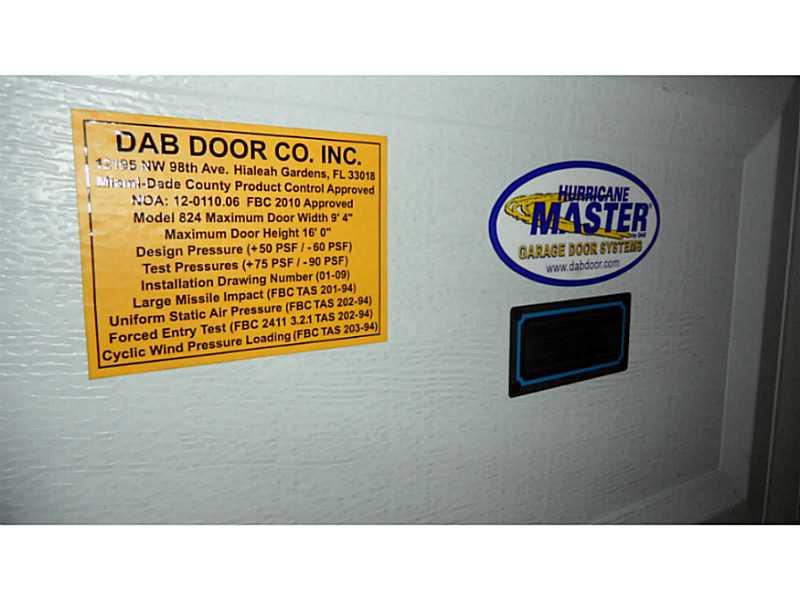 DAB DOOR CO. INC.
12195 NW 98th Ave. Hialeah Gardens, FL 33018
Miami-Dade County Product Control Approved
NOA: 12-0110.06 FBC 2010 Approved
Model 824 Maximum Door Width 9' 4"
Maximum Door Height 16' 0"
Design Pressure (+50 PSF / - 60 PSF)
Test Pressures (+75 PSF / - 90 PSF)
Installation Drawing Number (01-09)
Large Missile Impact (FBC TAS 201-94)
Uniform Static Air Pressure (FBC TAS 202-94)
Forced Entry Test (FBC 2411 3.2.1 TAS 202-94)
Cyclic Wind Pressure Loading (FBC TAS 203-94)
HURRICANE
MASTER®
by DAB
GARAGE DOOR SYSTEMS
www.dabdoor.com